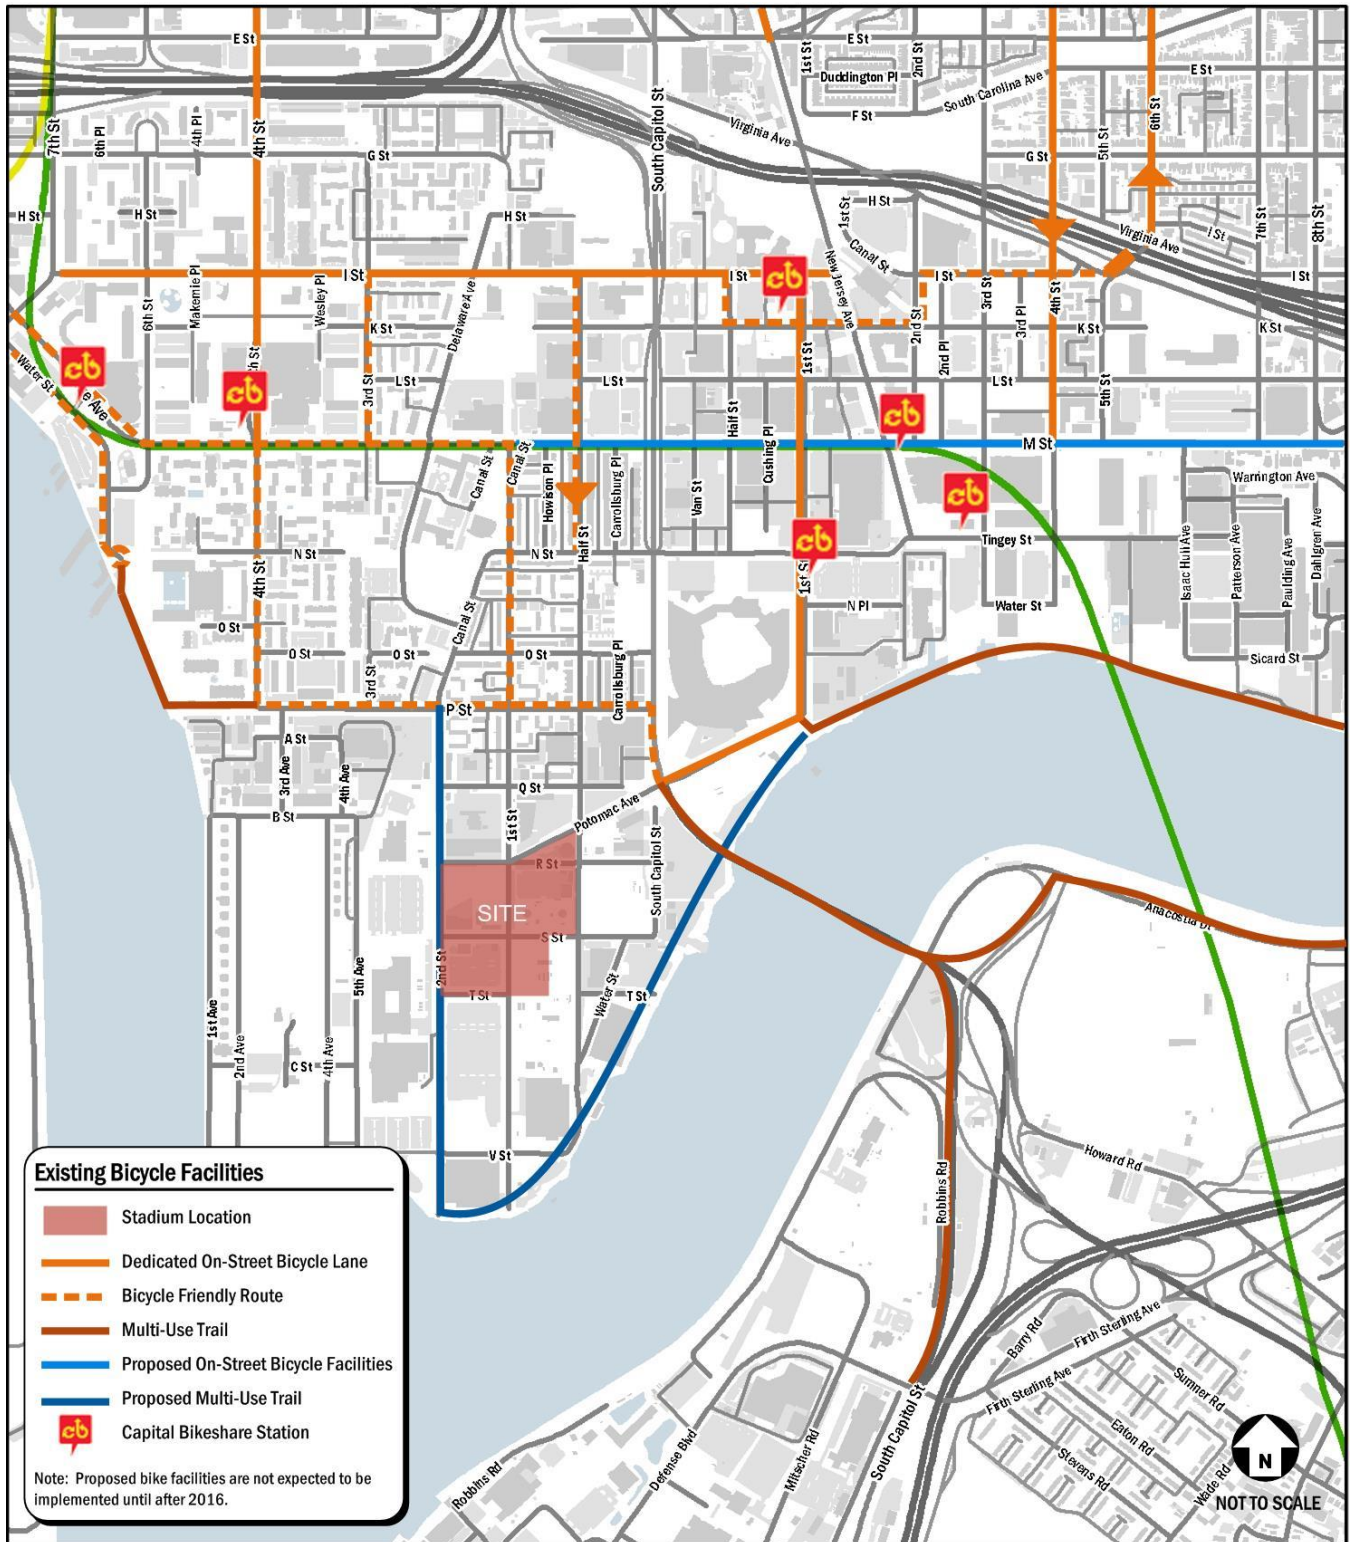 E St
E St
1st St
2nd St
Duddington Pl
South Carolina Ave
E St
F St
7th St
6th Pl
4th Pl
4th St
South Capitol St
Virginia Ave
6th St
5th St
G St
G St
H St
H St
H St
1st St
H St
Canal St
New Jersey Ave
Virginia Ave
I St
7th St
8th St
I St
I St
I St
I St
6th St
Makemie Pl
Wesley Pl
Delaware Ave
K St
K St
K St
2nd St
3rd St
2nd Pl
3rd Pl
4th St
1st St
Water St
e Ave
th St
3rd St
L St
L St
L St
5th St
Half St
Cushing Pl
Van St
M St
Canal St
Canal St
Howison Pl
Carrollsburg Pl
Half St
N St
N St
1st St
N Pl
Tingey St
Water St
Warrington Ave
Isaac Hull Ave
Patterson Ave
Paulding Ave
Dahlgren Ave
Sicard St
4th St
O St
O St
3rd St
O St
Canal St
O St
Carrollsburg Pl
P St
A St
3rd Ave
4th Ave
B St
Q St
1st St
Potomac Ave
South Capitol St
R St
SITE
S St
2nd St
T St
T St
Water St
Anacostia Dr
1st Ave
2nd Ave
C St
4th Ave
5th Ave
V St
Howard Rd
Robbins Rd
Barry Rd
Firth Sterling Ave
Firth Sterling Ave
Sumner Rd
Eaton Rd
Stevens Rd
Wade Rd
South Capitol St
Mitscher Rd
Defense Blvd
Robbins Rd
Existing Bicycle Facilities
Stadium Location
Dedicated On-Street Bicycle Lane
Bicycle Friendly Route
Multi-Use Trail
Proposed On-Street Bicycle Facilities
Proposed Multi-Use Trail
Capital Bikeshare Station
Note: Proposed bike facilities are not expected to be
implemented until after 2016.
N
NOT TO SCALE